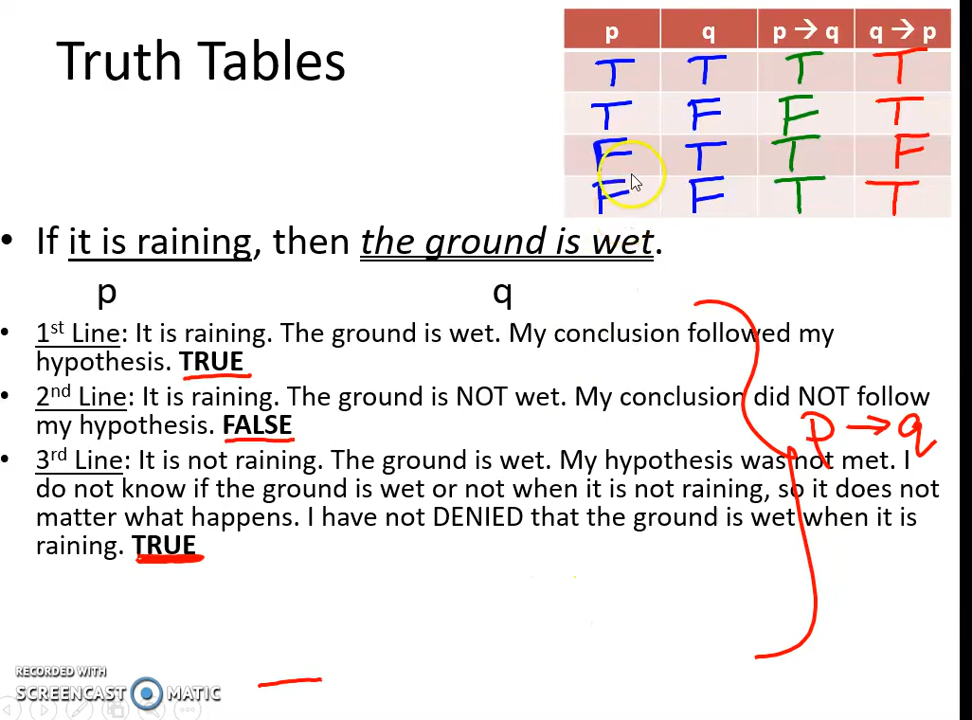 Truth Tables
p q p → q q → p
T T T T
T F F T
F T T F
F F T T
• If it is raining, then the ground is wet.
p q
• 1st Line: It is raining. The ground is wet. My conclusion followed my
hypothesis. TRUE
• 2nd Line: It is raining. The ground is NOT wet. My conclusion did NOT follow
my hypothesis. FALSE
p → q
• 3rd Line: It is not raining. The ground is wet. My hypothesis was not met. I
do not know if the ground is wet or not when it is not raining, so it does not
matter what happens. I have not DENIED that the ground is wet when it is
raining. TRUE
RECORDED WITH
SCREENCAST MATIC